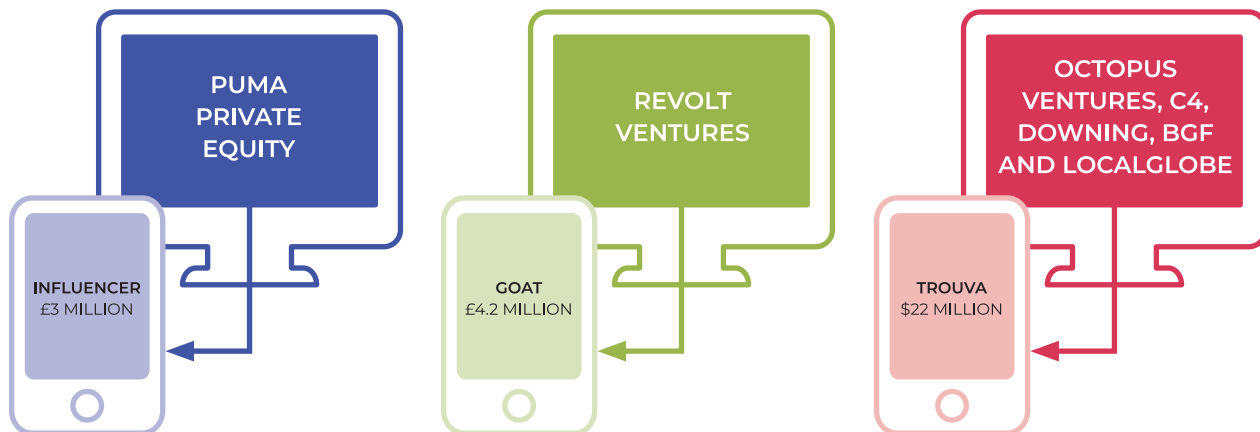 PUMA
PRIVATE
EQUITY
INFLUENCER
£3 MILLION
REVOLT
VENTURES
GOAT
£4.2 MILLION
OCTOPUS
VENTURES, C4,
DOWNING, BGF
AND LOCALGLOBE
TROUVA
$22 MILLION